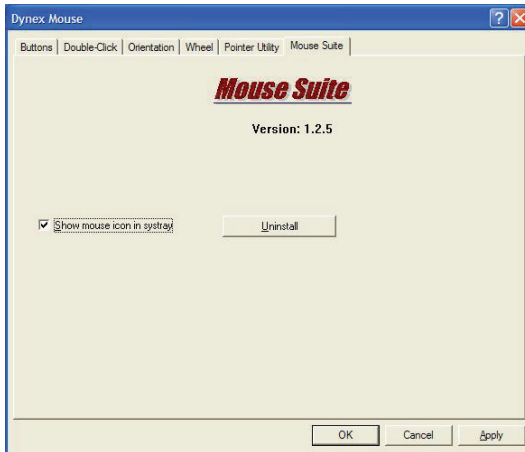 Dynex Mouse
Buttons Double-Click Orientation Wheel Pointer Utility Mouse Suite
Mouse Suite
Version: 1.2.5
Show mouse icon in systray Uninstall
OK Cancel Apply